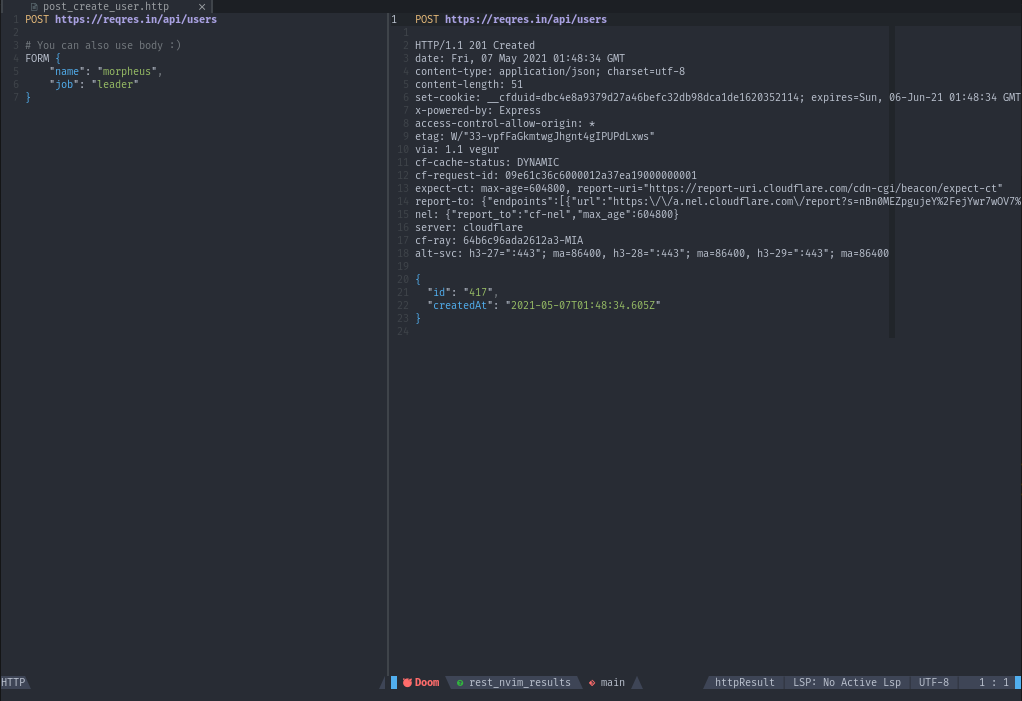 post_create_user.http ×
1 POST https://reqres.in/api/users
2
3 # You can also use body :)
4 FORM {
5 "name": "morpheus",
6 "job": "leader"
7 }
HTTP
1 POST https://reqres.in/api/users
1
2 HTTP/1.1 201 Created
3 date: Fri, 07 May 2021 01:48:34 GMT
4 content-type: application/json; charset=utf-8
5 content-length: 51
6 set-cookie: __cfduid=dbc4e8a9379d27a46befc32db98dca1de1620352114; expires=Sun, 06-Jun-21 01:48:34 GMT
7 x-powered-by: Express
8 access-control-allow-origin: *
9 etag: W/"33-vpfFaGkmtwgJhgnt4gIPUPdLxws"
10 via: 1.1 vegur
11 cf-cache-status: DYNAMIC
12 cf-request-id: 09e61c36c6000012a37ea19000000001
13 expect-ct: max-age=604800, report-uri="https://report-uri.cloudflare.com/cdn-cgi/beacon/expect-ct"
14 report-to: {"endpoints":[{"url":"https:\/\/a.nel.cloudflare.com\/report?s=nBn0MEZpgujeY%2FejYwr7wOV7%
15 nel: {"report_to":"cf-nel","max_age":604800}
16 server: cloudflare
17 cf-ray: 64b6c96ada2612a3-MIA
18 alt-svc: h3-27=":443"; ma=86400, h3-28=":443"; ma=86400, h3-29=":443"; ma=86400
19
20 {
21 "id": "417",
22 "createdAt": "2021-05-07T01:48:34.605Z"
23 }
24
Doom rest_nvim_results main httpResult LSP: No Active Lsp UTF-8 1 : 1